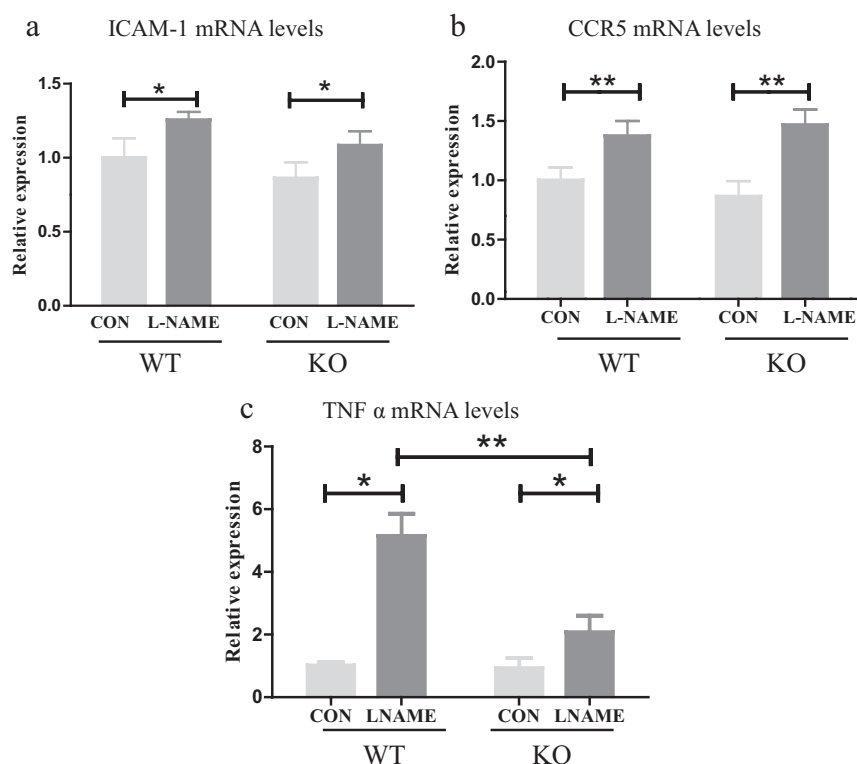 a
ICAM-1 mRNA levels
Relative expression
1.5
1.0
0.5
0.0
*
*
CON L-NAME CON L-NAME
WT KO
b
CCR5 mRNA levels
Relative expression
2.0
1.5
1.0
0.5
0.0
**
**
CON L-NAME CON L-NAME
WT KO
c
TNF α mRNA levels
Relative expression
8
6
4
2
0
**
*
*
CON LNAME CON LNAME
WT KO